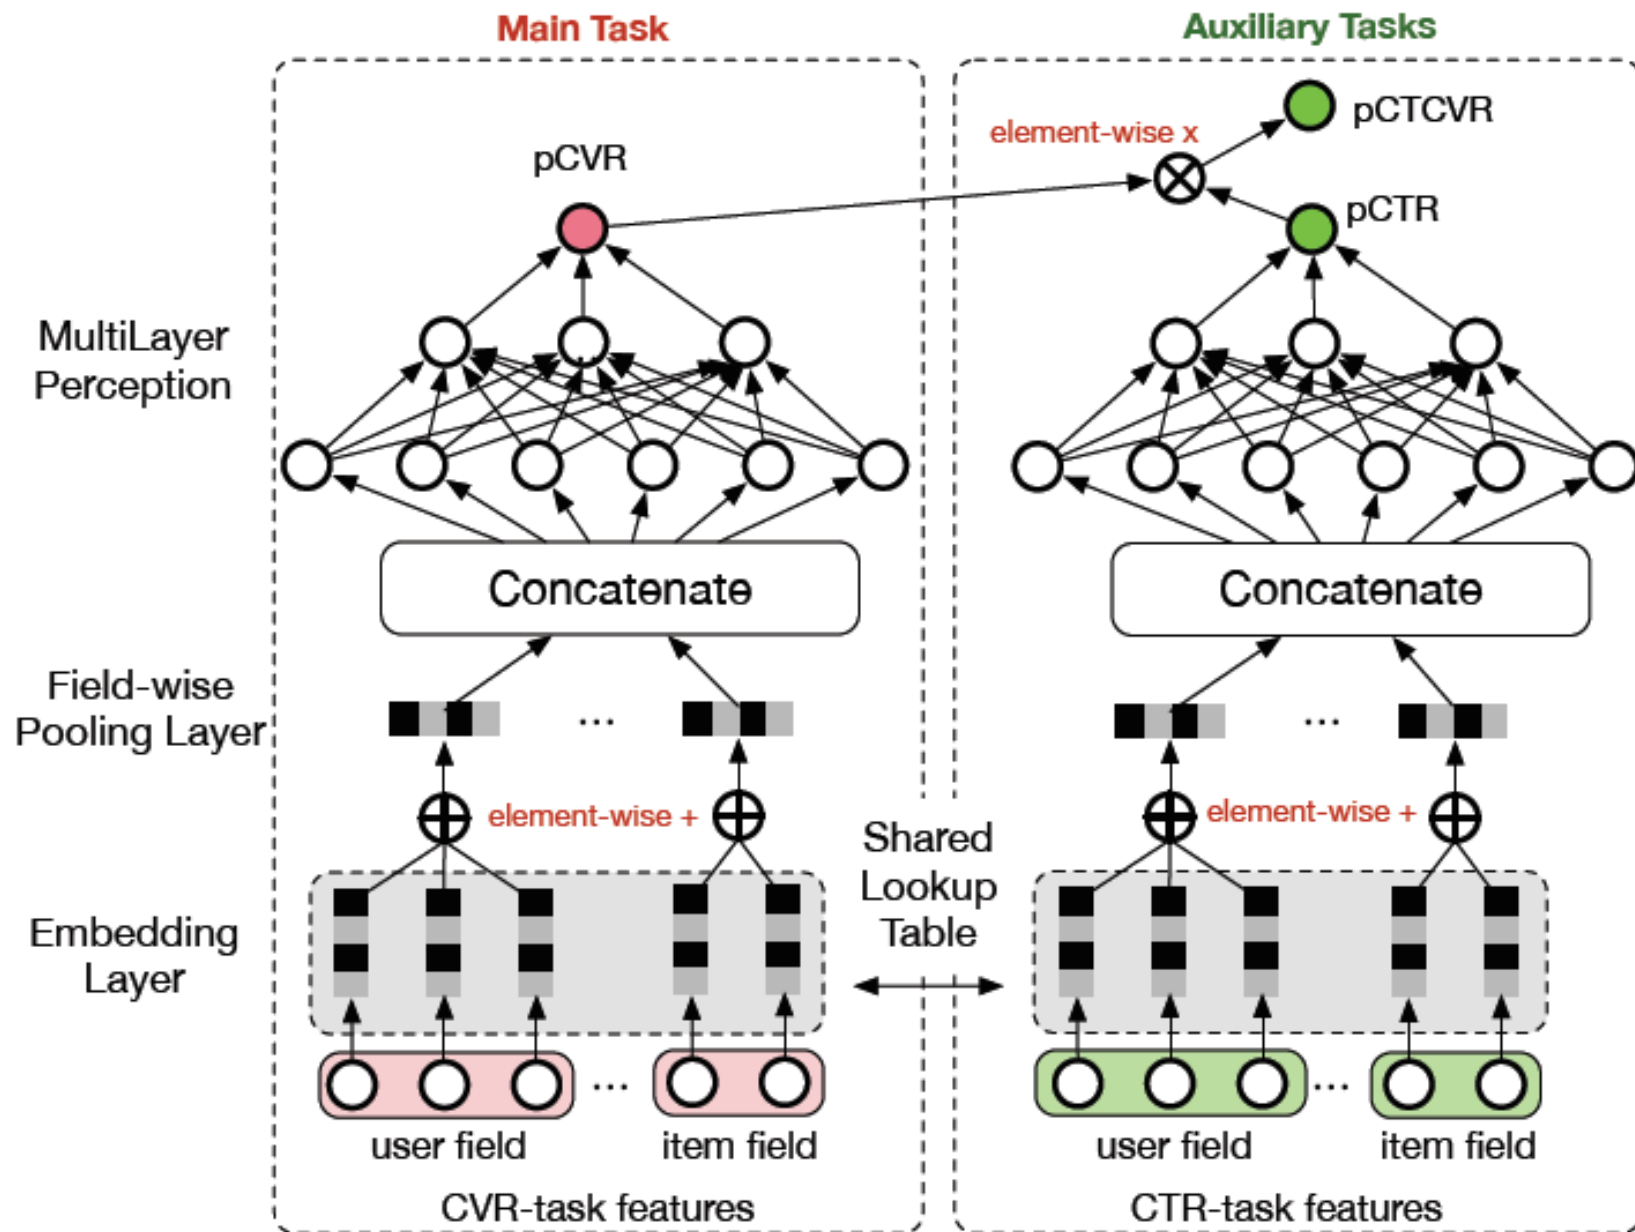 Main Task
Auxiliary Tasks
pCTCVR
element-wise x
pCVR
pCTR
MultiLayer
Perception
Concatenate
Concatenate
Field-wise
Pooling Layer
...
...
element-wise +
element-wise +
Shared
Lookup
Table
Embedding
Layer
...
...
user field
item field
user field
item field
CVR-task features
CTR-task features